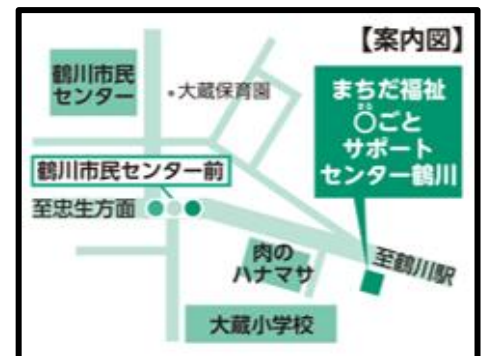 【案内図】
鶴川市民
センター
・大蔵保育園
まちだ福祉
まる
〇ごと
サポート
センター鶴川
鶴川市民センター前
至忠生方面
肉の
ハナマサ
至鶴川駅
大蔵小学校